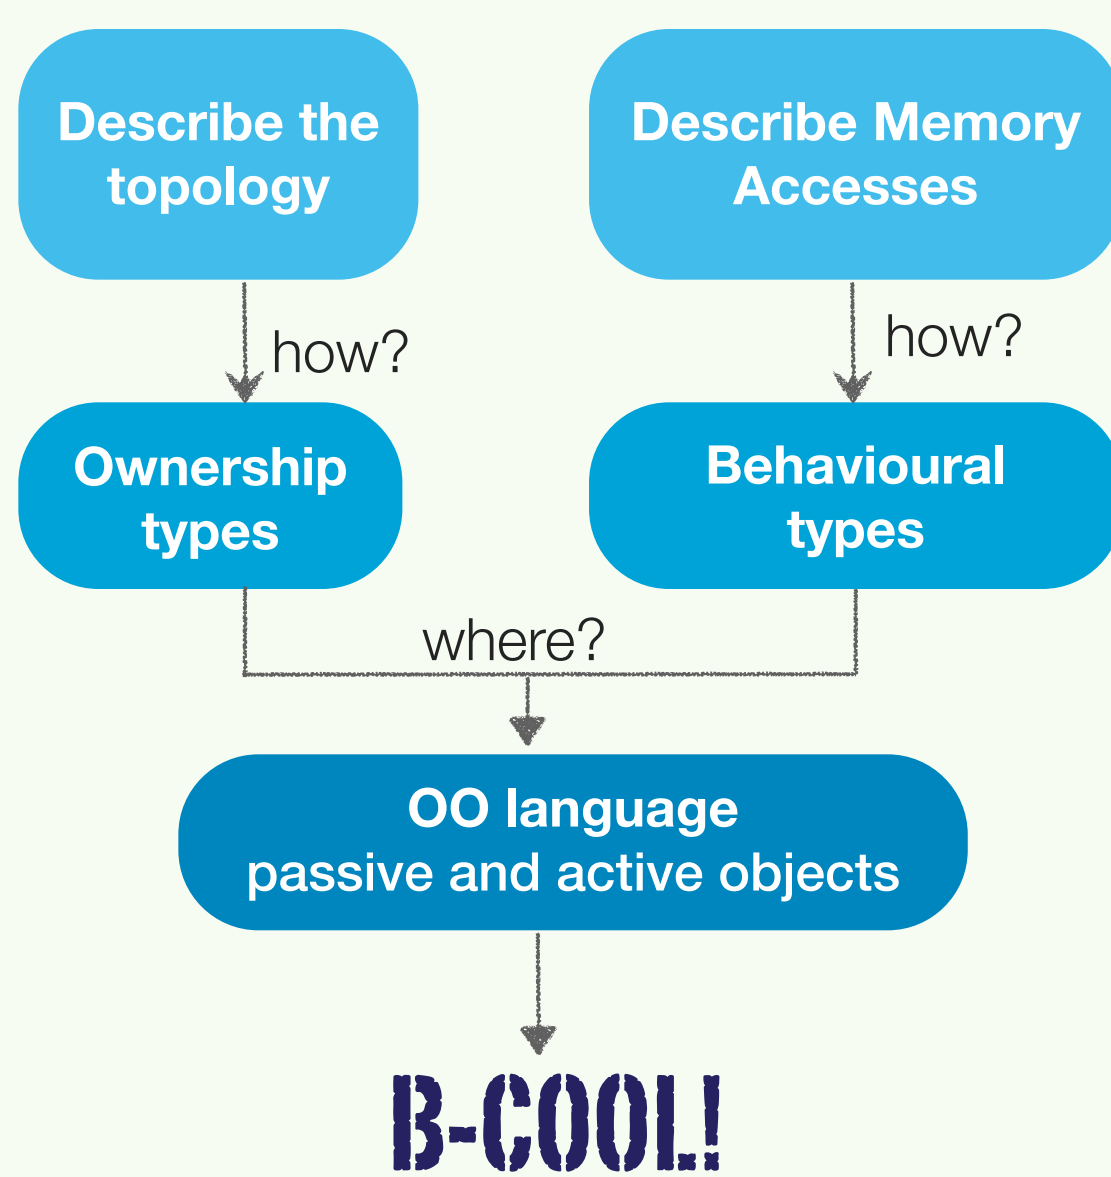 Describe the
topology
Describe Memory
Accesses
how?
how?
Ownership
types
Behavioural
types
where?
OO language
passive and active objects
B-COOL!